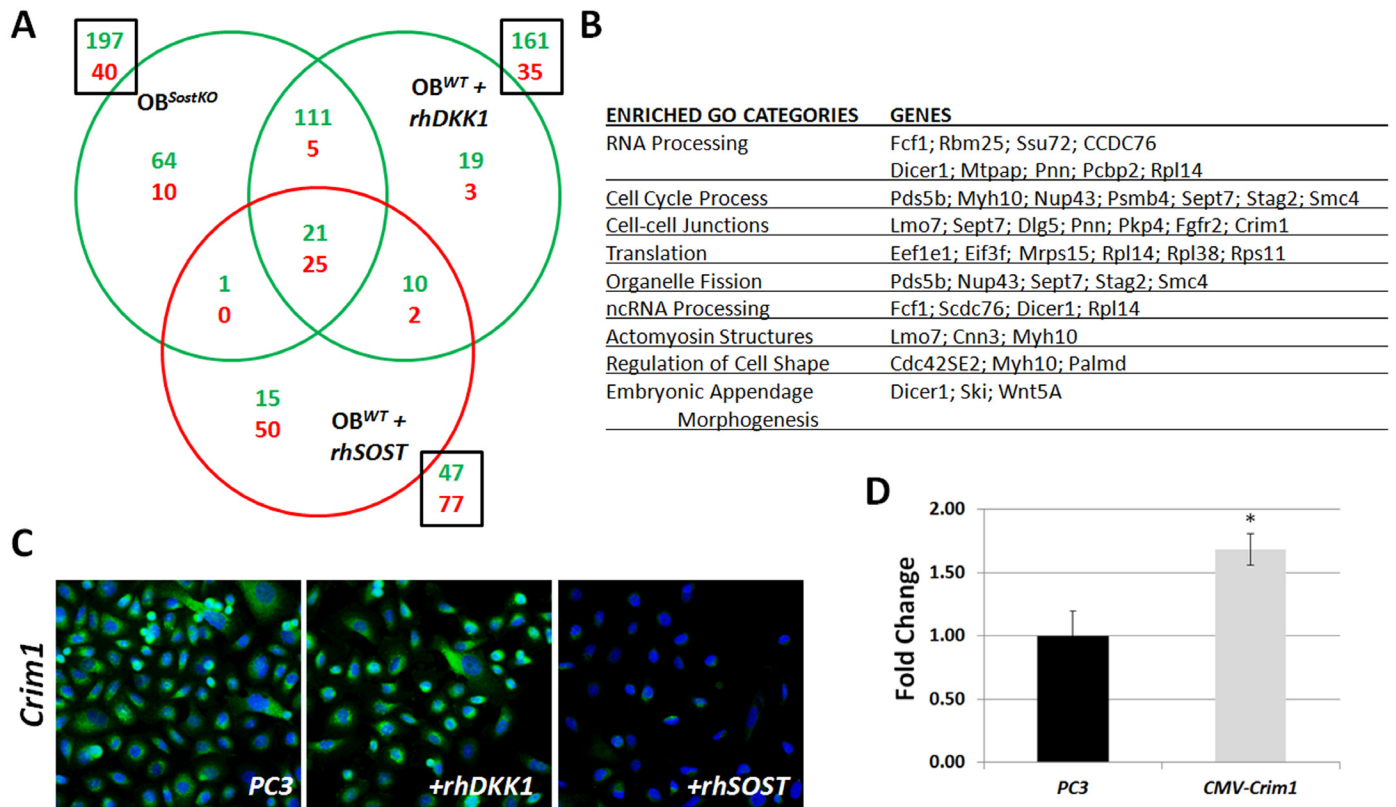 A
197
40
OB^SostKO
161
35
OB^WT +
rhDKK1
111
5
64
10
19
3
21
25
1
0
10
2
15
50
OB^WT +
rhSOST
47
77
B
ENRICHED GO CATEGORIES GENES
RNA Processing Fcf1; Rbm25; Ssu72; CCDC76
Dicer1; Mtpap; Pnn; Pcbp2; Rpl14
Cell Cycle Process Pds5b; Myh10; Nup43; Psmb4; Sept7; Stag2; Smc4
Cell-cell Junctions Lmo7; Sept7; Dlg5; Pnn; Pkp4; Fgfr2; Crim1
Translation Eef1e1; Eif3f; Mrps15; Rpl14; Rpl38; Rps11
Organelle Fission Pds5b; Nup43; Sept7; Stag2; Smc4
ncRNA Processing Fcf1; Scdc76; Dicer1; Rpl14
Actomyosin Structures Lmo7; Cnn3; Myh10
Regulation of Cell Shape Cdc42SE2; Myh10; Palmd
Embryonic Appendage Dicer1; Ski; Wnt5A
Morphogenesis
C
Crim1
PC3
+rhDKK1
+rhSOST
D
Fold Change
2.00
1.50
1.00
0.50
0.00
*
PC3
CMV-Crim1